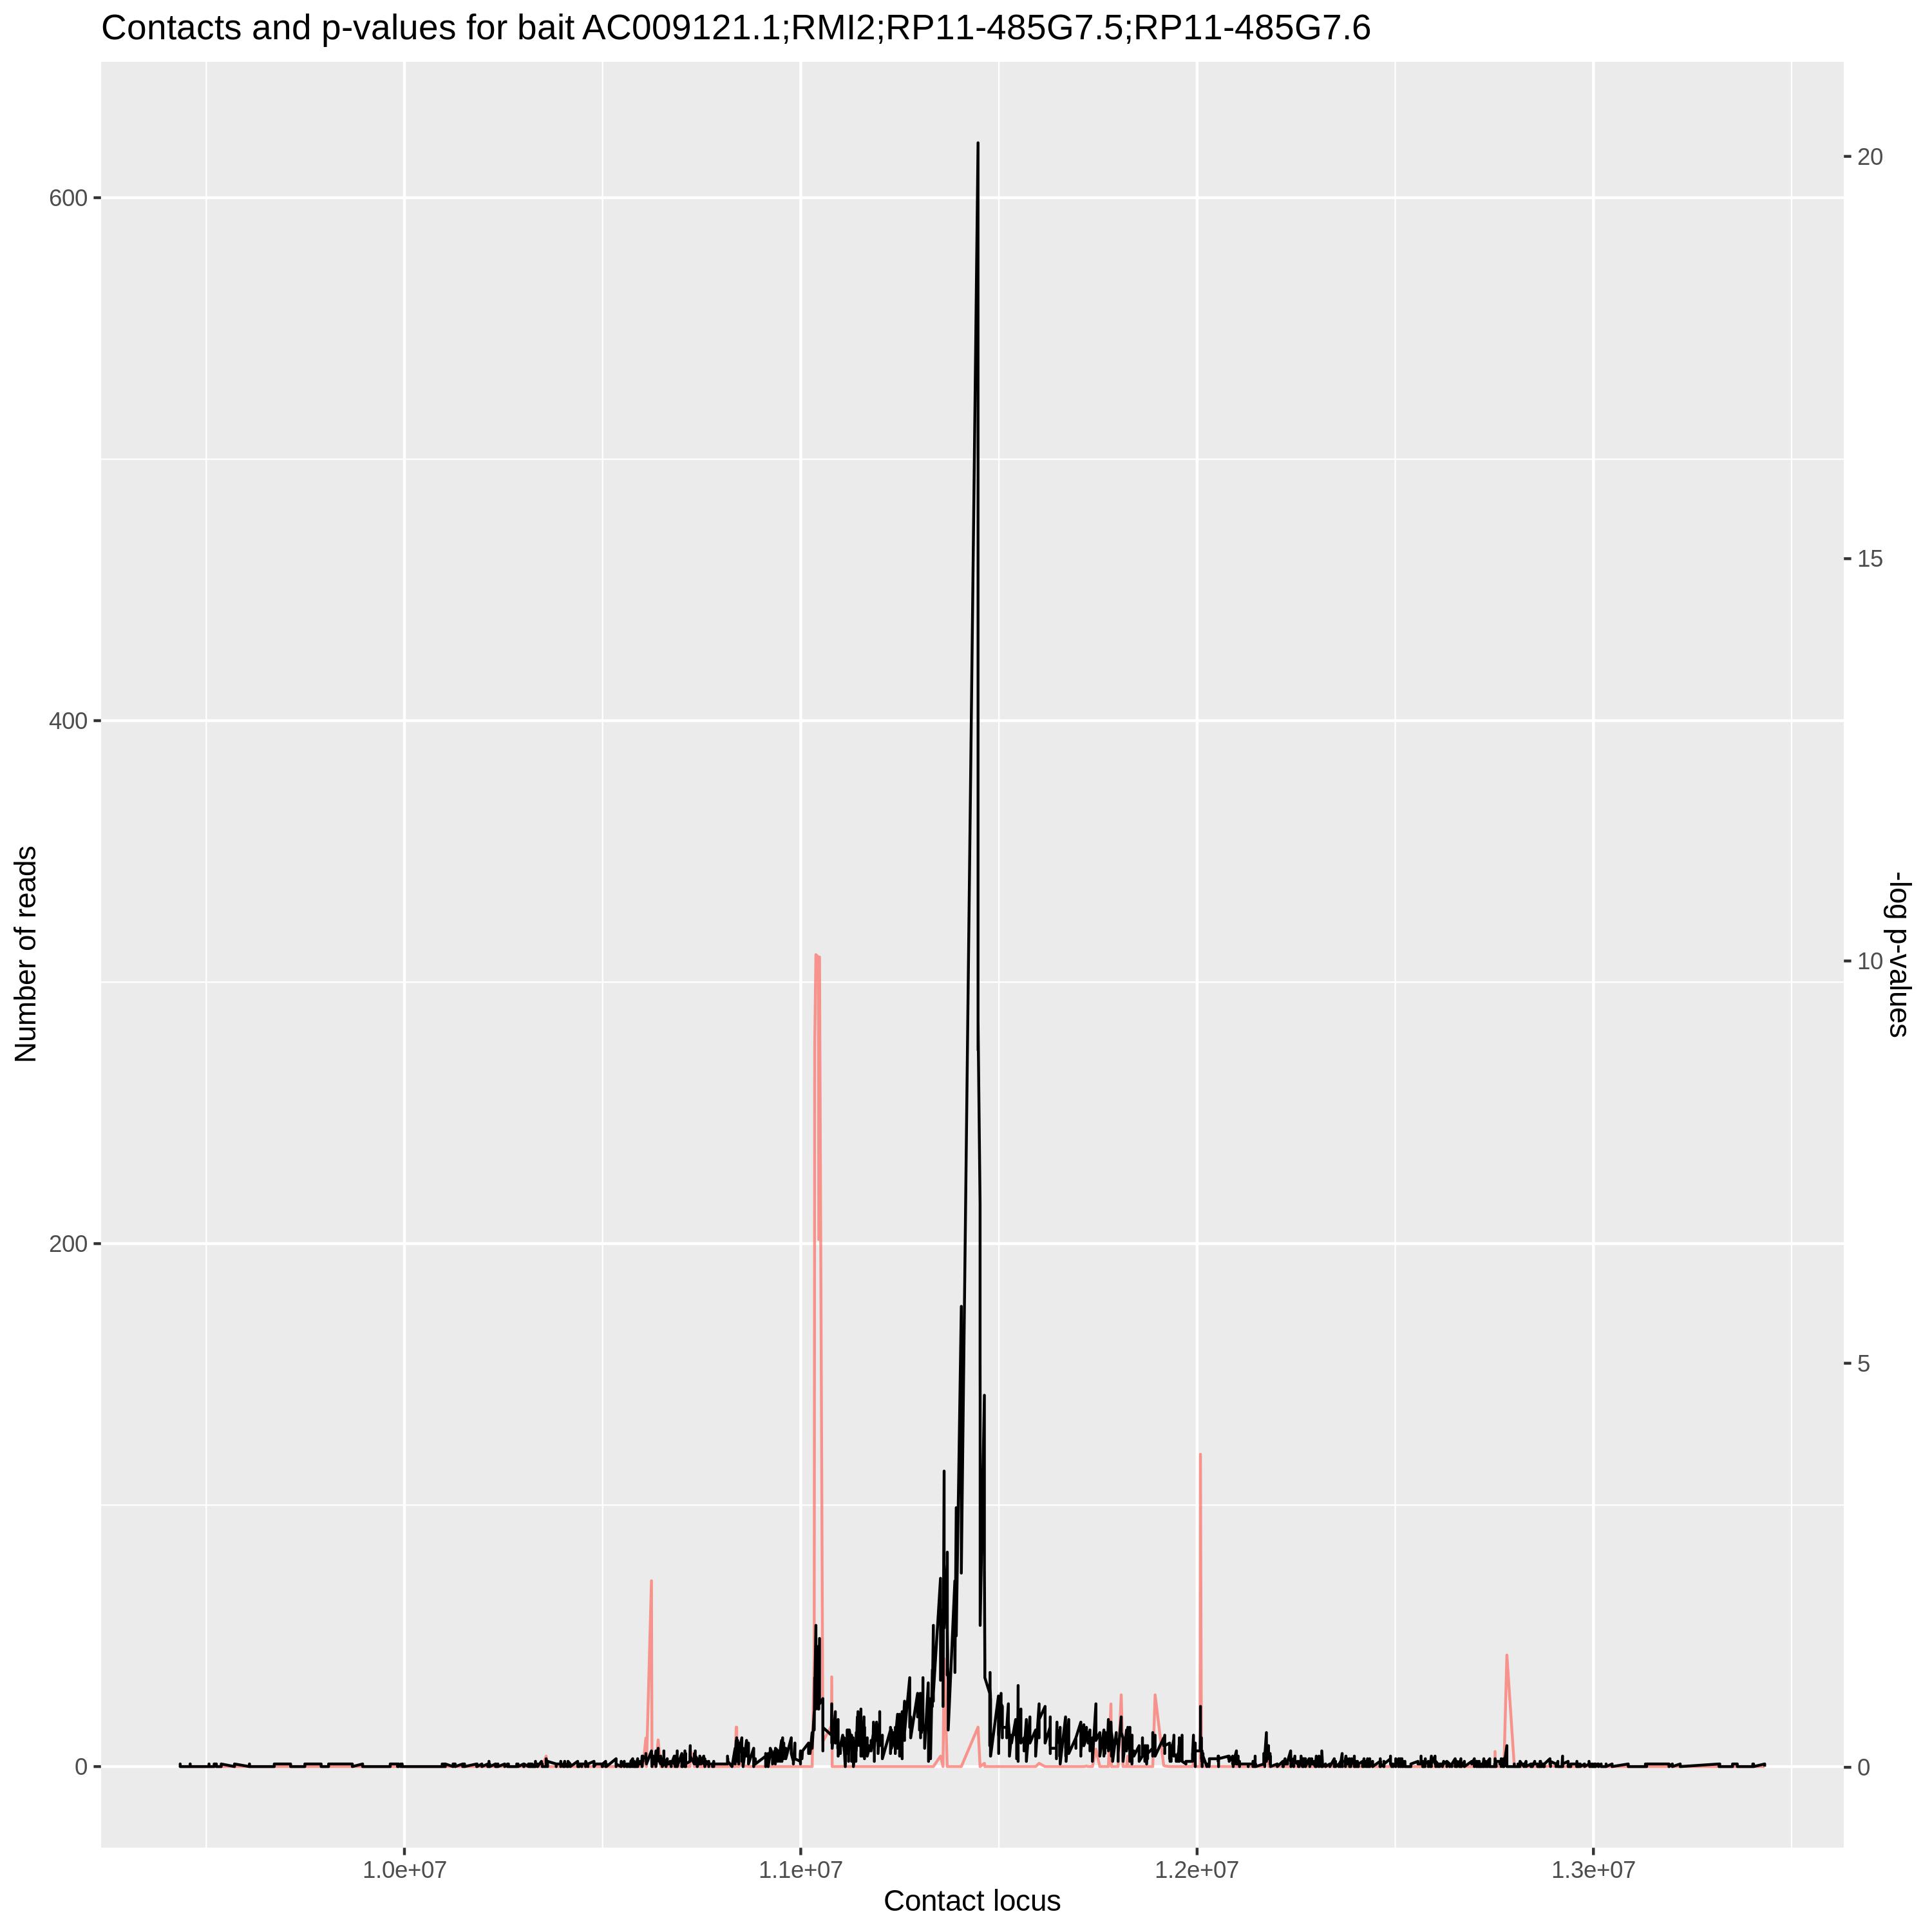 Contacts and p-values for bait AC009121.1;RMI2;RP11-485G7.5;RP11-485G7.6
600
400
200
0
Number of reads
20
15
10
5
0
-log p-values
1.0e+07
1.1e+07
1.2e+07
1.3e+07
Contact locus